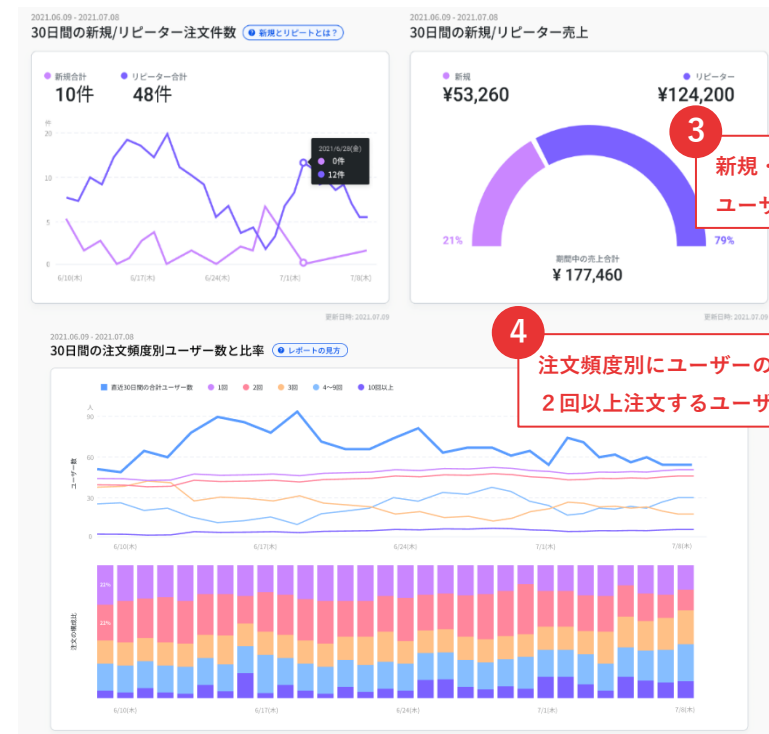 2021.06.09 - 2021.07.08
30日間の新規/リピーター注文件数
新規とリピートとは?
新規合計
リピーター合計
10件
48件
件
20
10
5
0
2021/6/28(金)
0件
12件
6/10(木)
6/17(木)
6/24(木)
7/1(木)
7/8(木)
更新日時: 2021.07.09
2021.06.09 - 2021.07.08
30日間の新規/リピーター売上
新規
リピーター
¥53,260
¥124,200
21%
79%
期間中の売上合計
¥ 177,460
更新日時: 2021.07.09
3
新規・
ユーザ
2021.06.09 - 2021.07.08
30日間の注文頻度別ユーザー数と比率
レポートの見方
4
注文頻度別にユーザーの
２回以上注文するユーザ
直近30日間の合計ユーザー数
1回
2回
3回
4〜9回
10回以上
人
90
60
30
0
ユーザー数
6/10(木)
6/17(木)
6/24(木)
7/1(木)
7/8(木)
注文の構成比
22%
22%
6/10(木)
6/17(木)
6/24(木)
7/1(木)
7/8(木)